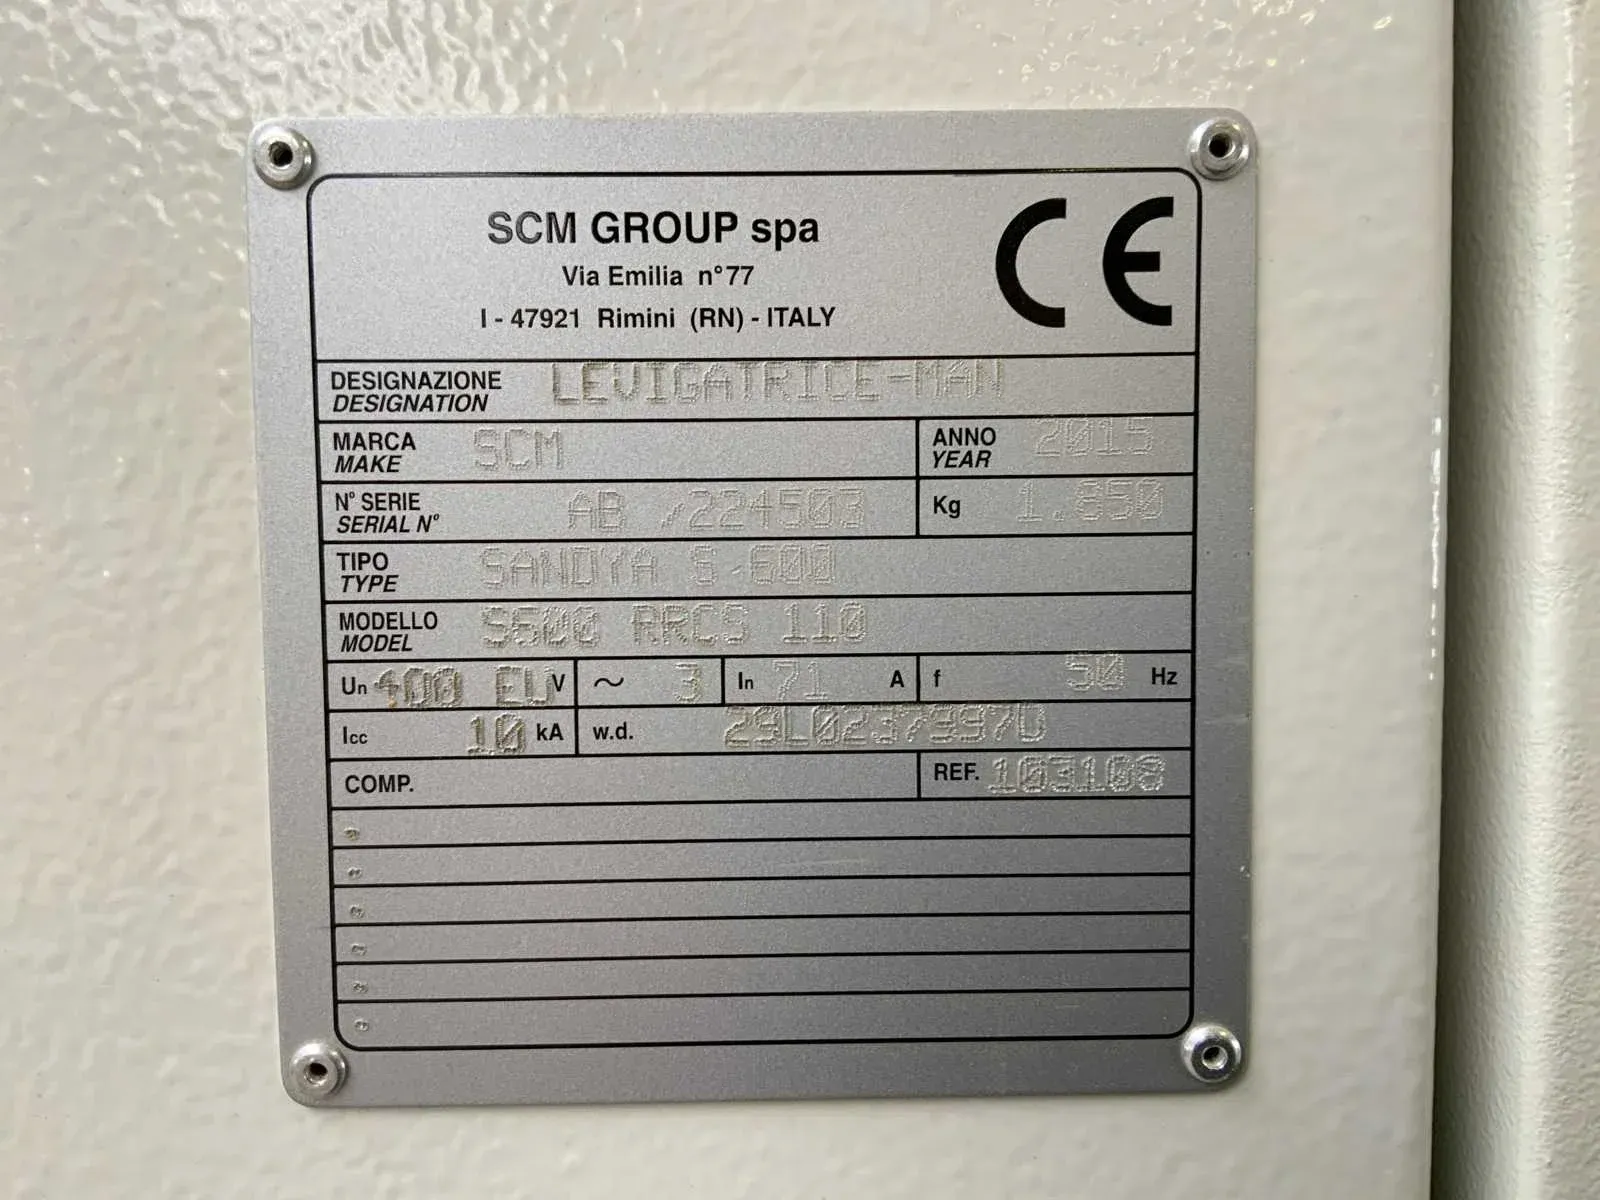 SCM GROUP spa
Via Emilia n°77
I - 47921 Rimini (RN) - ITALY
CE
DESIGNAZIONE LEVIGATRICE-MAN
DESIGNATION
MARCA SCM ANNO 2015
MAKE YEAR
N° SERIE AB /224503 Kg 1.850
SERIAL N°
TIPO SANDYA S 600
TYPE
MODELLO S600 RRCS 110
MODEL
Un 400 EU V ~ 3 In 71 A f 50 Hz
Icc 10 kA w.d. 29L0237997D
COMP. REF. 103108